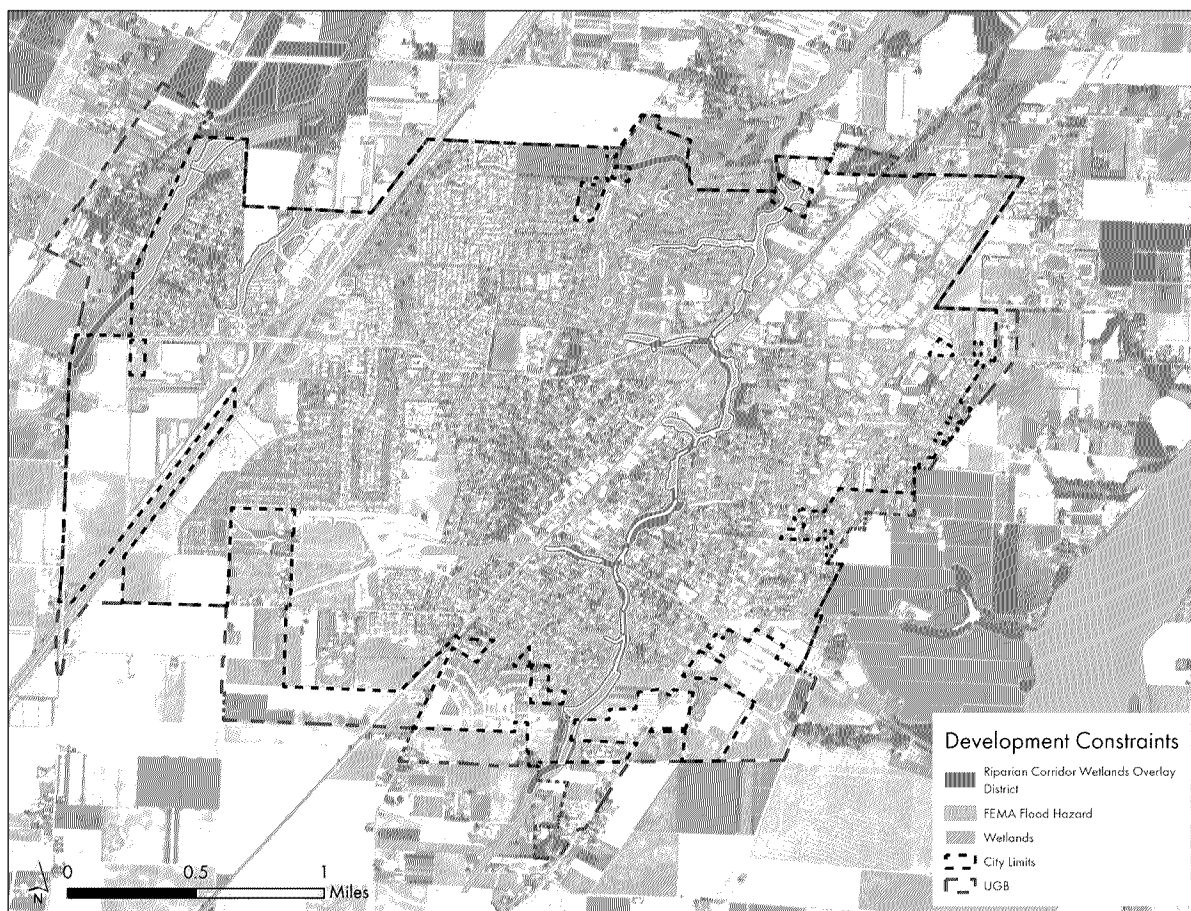 Development Constraints
Riparian Corridor Wetlands Overlay
District
FEMA Flood Hazard
Wetlands
City Limits
UGB
N
0 0.5 1
Miles